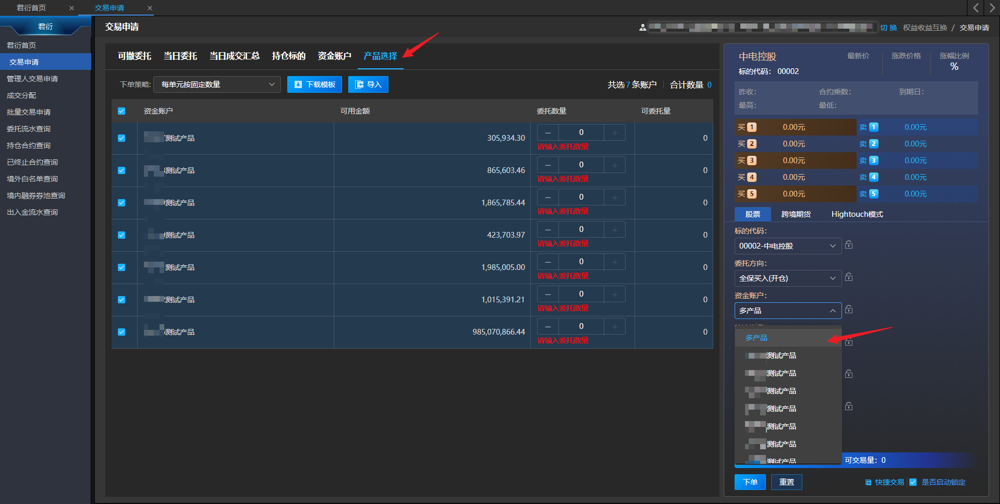 君衍首页
交易申请
君衍
君衍首页
交易申请
管理人交易申请
成交分配
批量交易申请
委托流水查询
持仓合约查询
已终止合约查询
境外白名单查询
境内融券券池查询
出入金流水查询
交易申请
切 换 权益收益互换 / 交易申请
可撤委托 当日委托 当日成交汇总 持仓标的 资金账户 产品选择
下单策略: 每单元按固定数量 下载模板 导入 共选 7 条账户 合计数量 0
资金账户 可用金额 委托数量 可委托量
测试产品 305,934.30 0 0
请输入委托数量
测试产品 865,603.46 0 0
请输入委托数量
测试产品 1,865,785.44 0 0
请输入委托数量
测试产品 423,703.97 0 0
请输入委托数量
测试产品 1,985,005.00 0 0
请输入委托数量
测试产品 1,015,391.21 0 0
请输入委托数量
测试产品 985,070,866.44 0 0
请输入委托数量
中电控股 最新价 涨跌价格 涨幅比例
标的代码: 00002 %
昨收: 合约乘数: 到期日:
最高: 最低:
买 1 0.00元 卖 1 0.00元
买 2 0.00元 卖 2 0.00元
买 3 0.00元 卖 3 0.00元
买 4 0.00元 卖 4 0.00元
买 5 0.00元 卖 5 0.00元
股票 跨境期货 Hightouch模式
标的代码:
00002-中电控股
委托方向:
全保买入(开仓)
资金账户:
多产品
多产品
测试产品
测试产品
测试产品
测试产品
测试产品
测试产品
测试产品
可交易量: 0
下单 重置 快捷交易 是否启动锁定